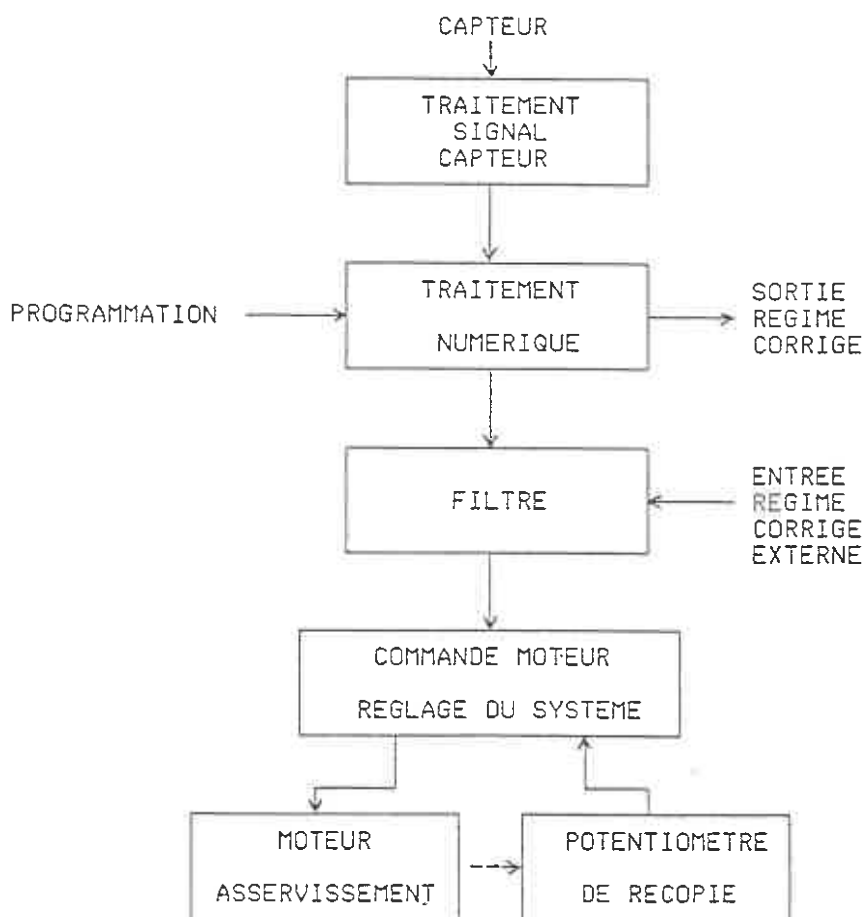 CAPTEUR
TRAITEMENT
SIGNAL
CAPTEUR
PROGRAMMATION
TRAITEMENT
NUMERIQUE
SORTIE
REGIME
CORRIGE
FILTRE
ENTREE
REGIME
CORRIGE
EXTERNE
COMMANDE MOTEUR
REGLAGE DU SYSTEME
MOTEUR
ASSERVISSEMENT
POTENTIOMETRE
DE RECOPIE